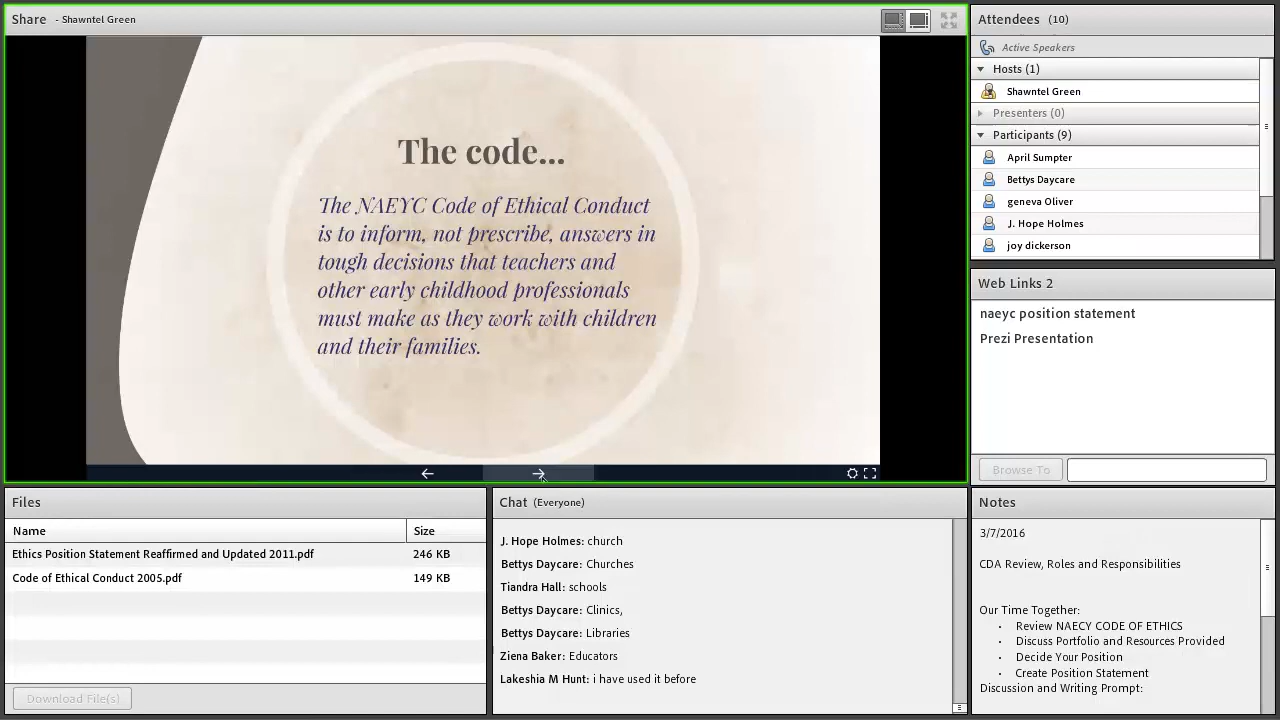 Share - Shawntel Green
The code...
The NAEYC Code of Ethical Conduct
is to inform, not prescribe, answers in
tough decisions that teachers and
other early childhood professionals
must make as they work with children
and their families.
Attendees (10)
Active Speakers
Hosts (1)
Shawntel Green
Presenters (0)
Participants (9)
April Sumpter
Bettys Daycare
geneva Oliver
J. Hope Holmes
joy dickerson
Web Links 2
naeyc position statement
Prezi Presentation
Browse To
Files
Name Size
Ethics Position Statement Reaffirmed and Updated 2011.pdf 246 KB
Code of Ethical Conduct 2005.pdf 149 KB
Download File(s)
Chat (Everyone)
J. Hope Holmes: church
Bettys Daycare: Churches
Tiandra Hall: schools
Bettys Daycare: Clinics,
Bettys Daycare: Libraries
Ziena Baker: Educators
Lakeshia M Hunt: i have used it before
Notes
3/7/2016
CDA Review, Roles and Responsibilities
Our Time Together:
• Review NAECY CODE OF ETHICS
• Discuss Portfolio and Resources Provided
• Decide Your Position
• Create Position Statement
Discussion and Writing Prompt: